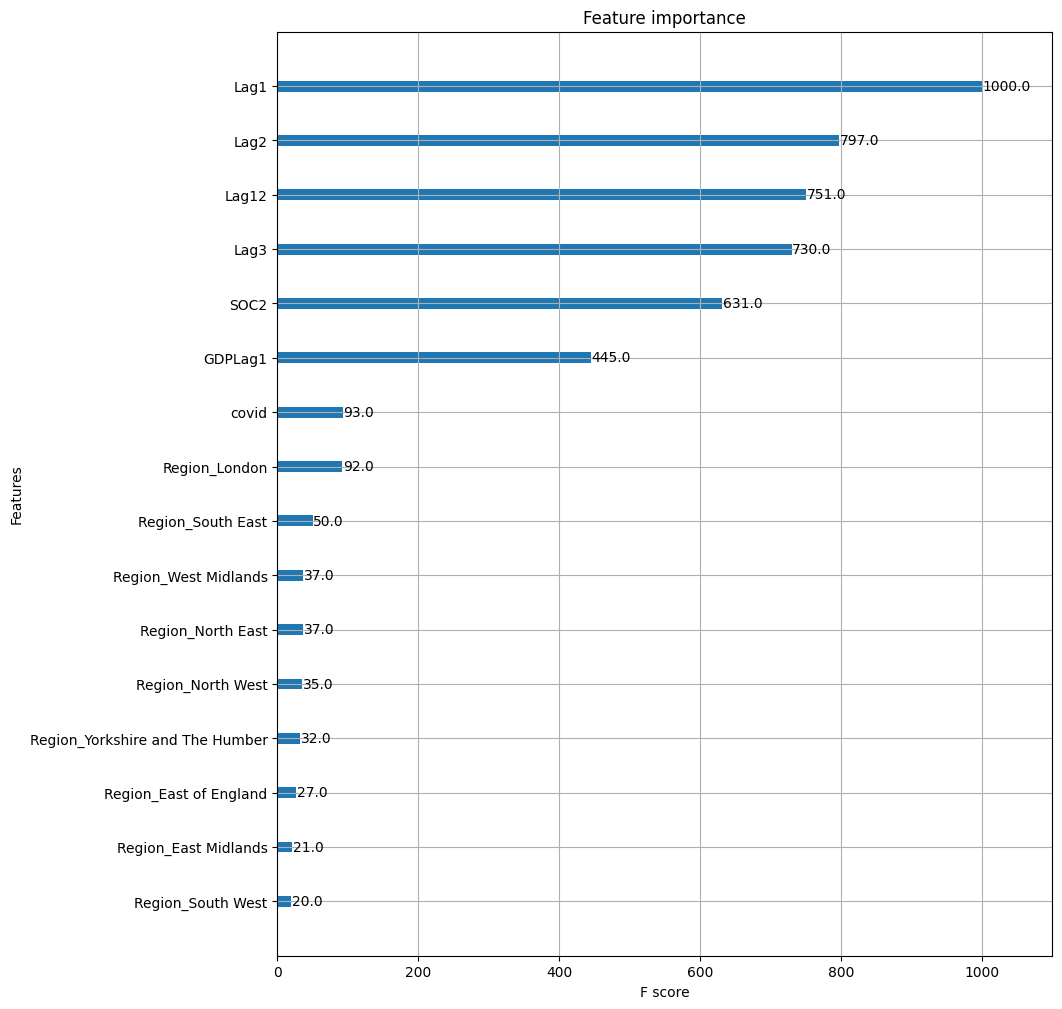 Feature importance
Lag1 1000.0
Lag2 797.0
Lag12 751.0
Lag3 730.0
SOC2 631.0
GDPLag1 445.0
covid 93.0
Region_London 92.0
Region_South East 50.0
Region_West Midlands 37.0
Region_North East 37.0
Region_North West 35.0
Region_Yorkshire and The Humber 32.0
Region_East of England 27.0
Region_East Midlands 21.0
Region_South West 20.0
Features
0 200 400 600 800 1000
F score